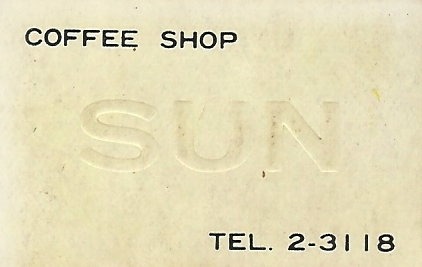 COFFEE SHOP
SUN
TEL. 2-3118